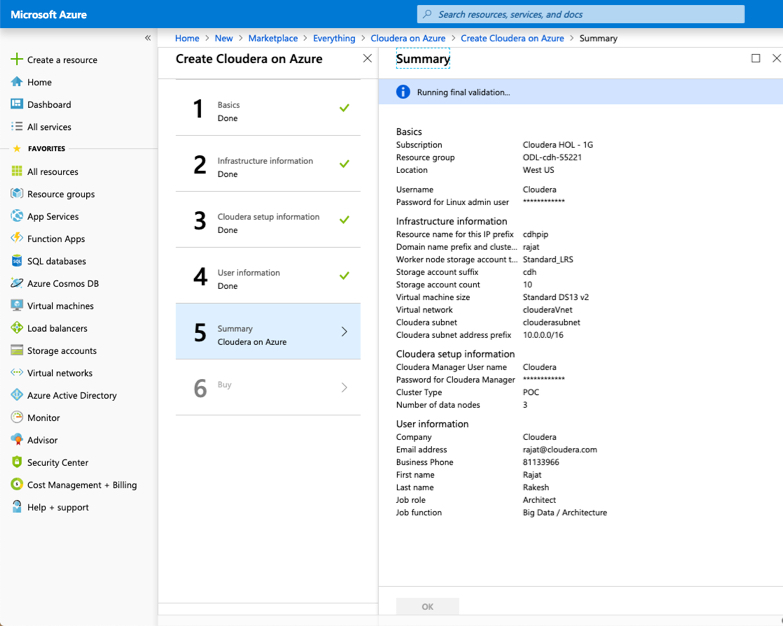 Microsoft Azure
Search resources, services, and docs
Home > New > Marketplace > Everything > Cloudera on Azure > Create Cloudera on Azure > Summary
Create a resource
Home
Dashboard
All services
FAVORITES
All resources
Resource groups
App Services
Function Apps
SQL databases
Azure Cosmos DB
Virtual machines
Load balancers
Storage accounts
Virtual networks
Azure Active Directory
Monitor
Advisor
Security Center
Cost Management + Billing
Help + support
Create Cloudera on Azure
1 Basics
Done
2 Infrastructure information
Done
3 Cloudera setup information
Done
4 User information
Done
5 Summary
Cloudera on Azure
6 Buy
Summary
Running final validation...
Basics
Subscription Cloudera HOL - 1G
Resource group ODL-cdh-55221
Location West US
Username Cloudera
Password for Linux admin user ************
Infrastructure information
Resource name for this IP prefix cdhpip
Domain name prefix and cluste... rajat
Worker node storage account t... Standard_LRS
Storage account suffix cdh
Storage account count 10
Virtual machine size Standard DS13 v2
Virtual network clouderaVnet
Cloudera subnet clouderasubnet
Cloudera subnet address prefix 10.0.0.0/16
Cloudera setup information
Cloudera Manager User name Cloudera
Password for Cloudera Manager ************
Cluster Type POC
Number of data nodes 3
User information
Company Cloudera
Email address rajat@cloudera.com
Business Phone 81133966
First name Rajat
Last name Rakesh
Job role Architect
Job function Big Data / Architecture
OK